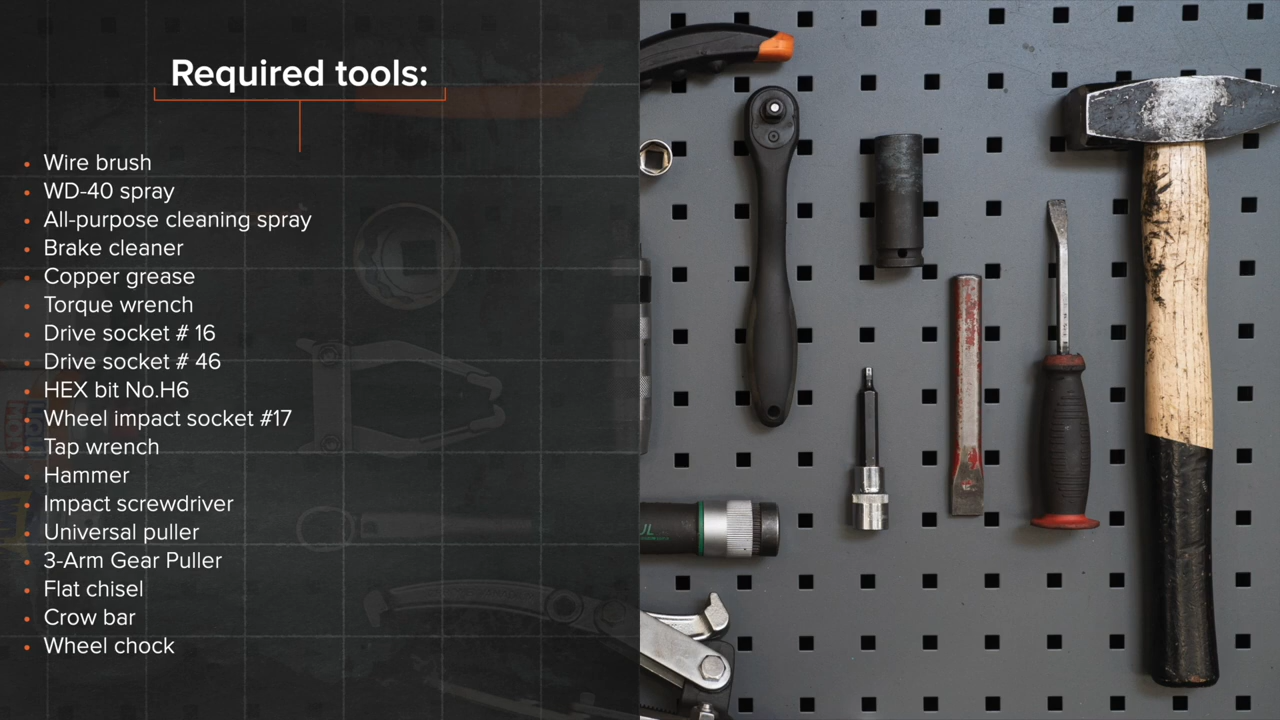 Required tools:
Wire brush
WD-40 spray
All-purpose cleaning spray
Brake cleaner
Copper grease
Torque wrench
Drive socket # 16
Drive socket # 46
HEX bit No.H6
Wheel impact socket #17
Tap wrench
Hammer
Impact screwdriver
Universal puller
3-Arm Gear Puller
Flat chisel
Crow bar
Wheel chock